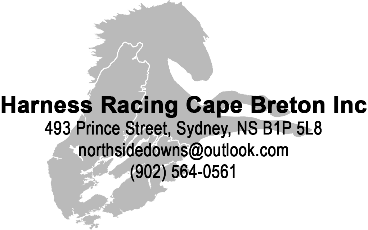 Harness Racing Cape Breton Inc
493 Prince Street, Sydney, NS B1P 5L8
northsidedowns@outlook.com
(902) 564-0561